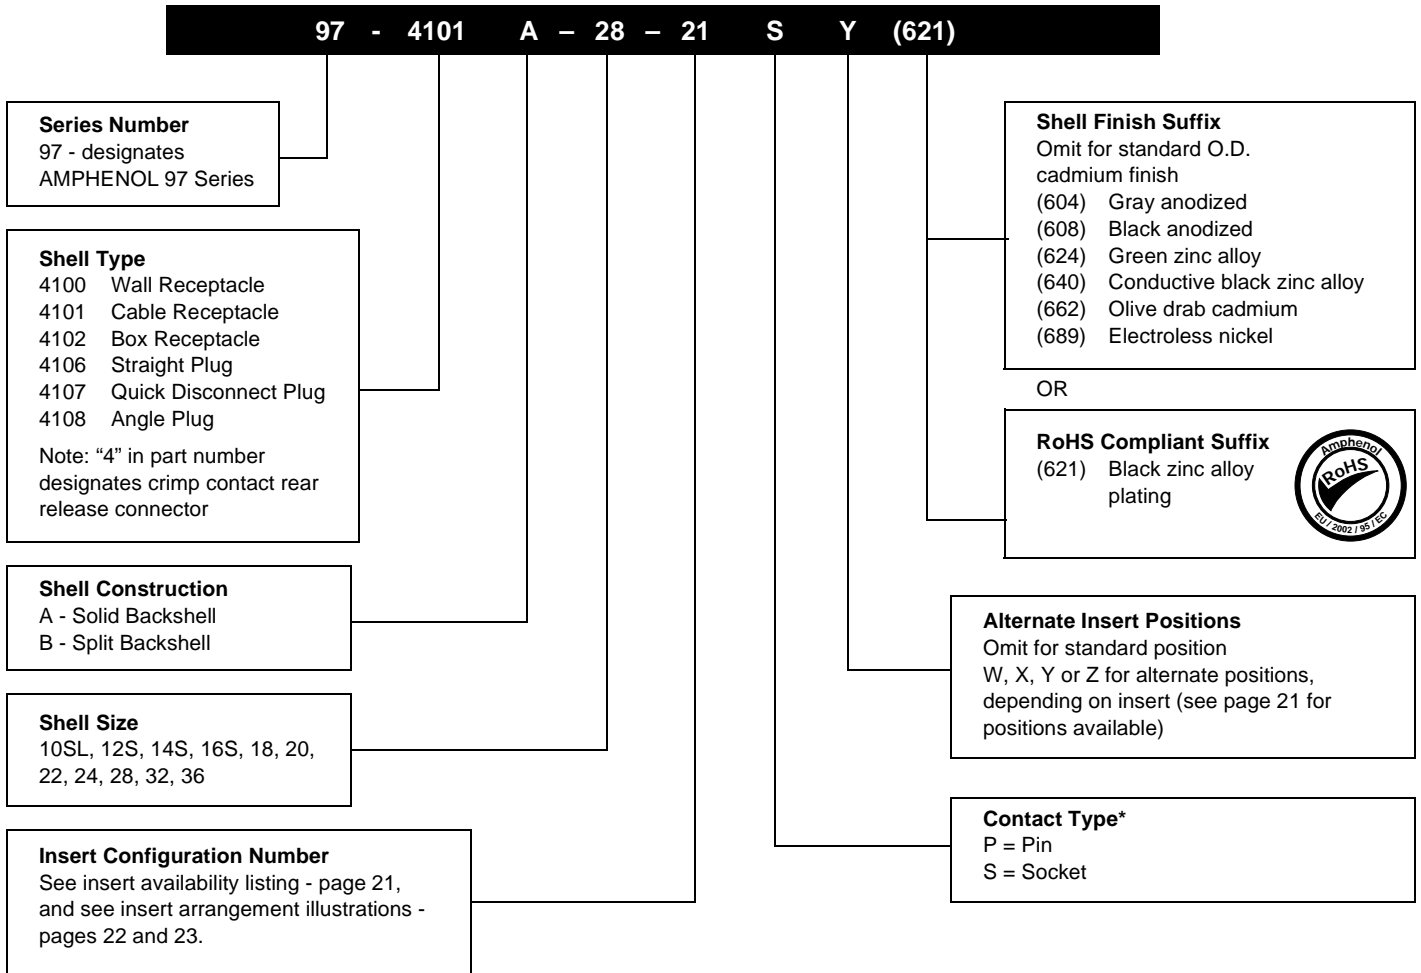 97 - 4101 A – 28 – 21 S Y (621)
Series Number
97 - designates
AMPHENOL 97 Series
Shell Type
4100 Wall Receptacle
4101 Cable Receptacle
4102 Box Receptacle
4106 Straight Plug
4107 Quick Disconnect Plug
4108 Angle Plug
Note: “4” in part number
designates crimp contact rear
release connector
Shell Construction
A - Solid Backshell
B - Split Backshell
Shell Size
10SL, 12S, 14S, 16S, 18, 20,
22, 24, 28, 32, 36
Insert Configuration Number
See insert availability listing - page 21,
and see insert arrangement illustrations -
pages 22 and 23.
Shell Finish Suffix
Omit for standard O.D.
cadmium finish
(604) Gray anodized
(608) Black anodized
(624) Green zinc alloy
(640) Conductive black zinc alloy
(662) Olive drab cadmium
(689) Electroless nickel
OR
RoHS Compliant Suffix
(621) Black zinc alloy
plating
Amphenol
RoHS
EU / 2002 / 95 / EC
Alternate Insert Positions
Omit for standard position
W, X, Y or Z for alternate positions,
depending on insert (see page 21 for
positions available)
Contact Type*
P = Pin
S = Socket